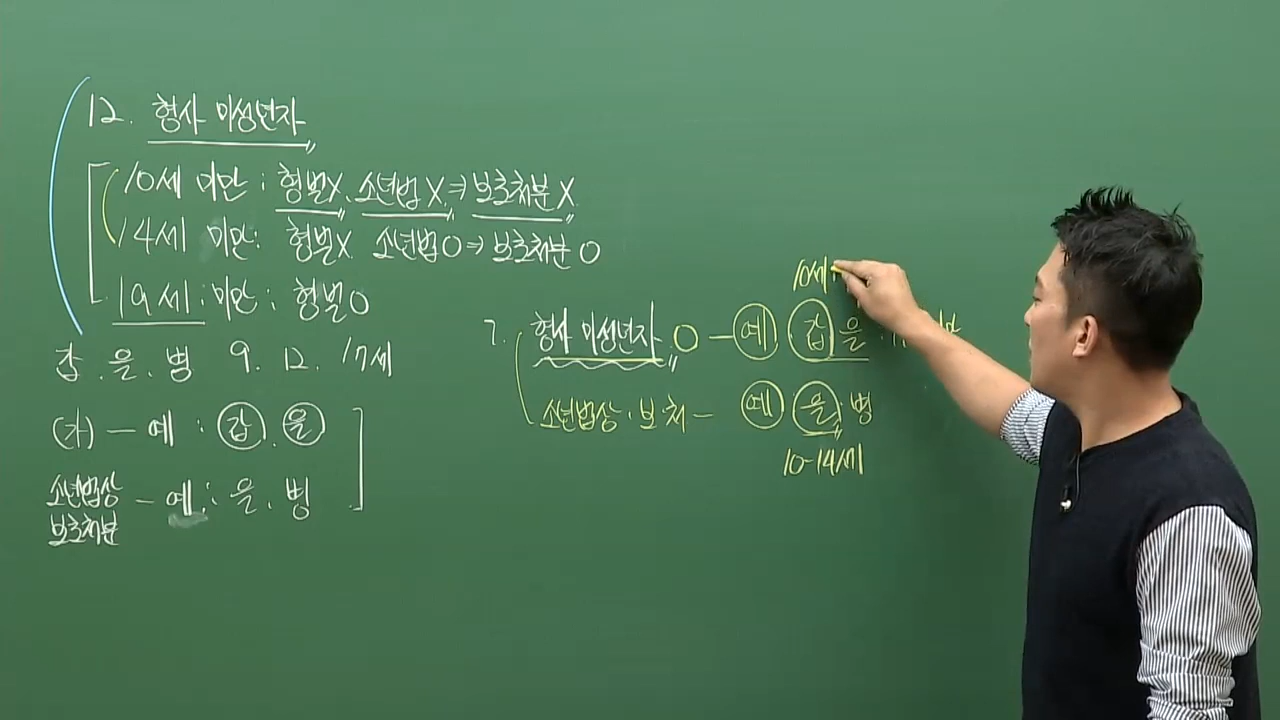 12. 형사 미성년자
10세 미만 : 형벌X. 소년법X ⇒ 보호처분X
14세 미만: 형벌X 소년법O ⇒ 보호처분O
19세 : 미만 : 형벌O
갑. 을. 병 9. 12. 17세
(가) - 예 : 갑. 을
소년법상
보호처분 - 예 : 을. 병
10세
7. 형사 미성년자 O - 예 갑 을
소년법상. 보.처 - 예 을. 병
10-14세